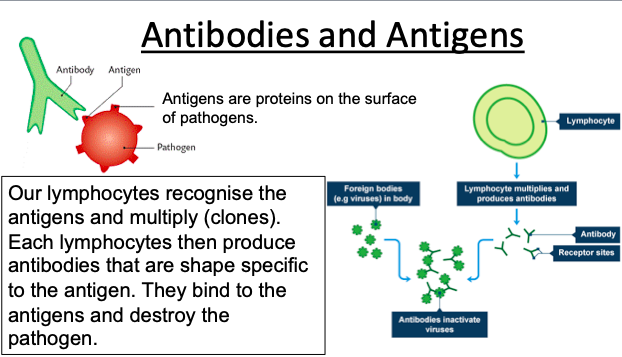 Antibodies and Antigens
Antibody
Antigen
Pathogen
Antigens are proteins on the surface
of pathogens.
Our lymphocytes recognise the
antigens and multiply (clones).
Each lymphocytes then produce
antibodies that are shape specific
to the antigen. They bind to the
antigens and destroy the
pathogen.
Lymphocyte
Foreign bodies
(e.g viruses) in body
Lymphocyte multiplies and
produces antibodies
Antibody
Receptor sites
Antibodies inactivate
viruses